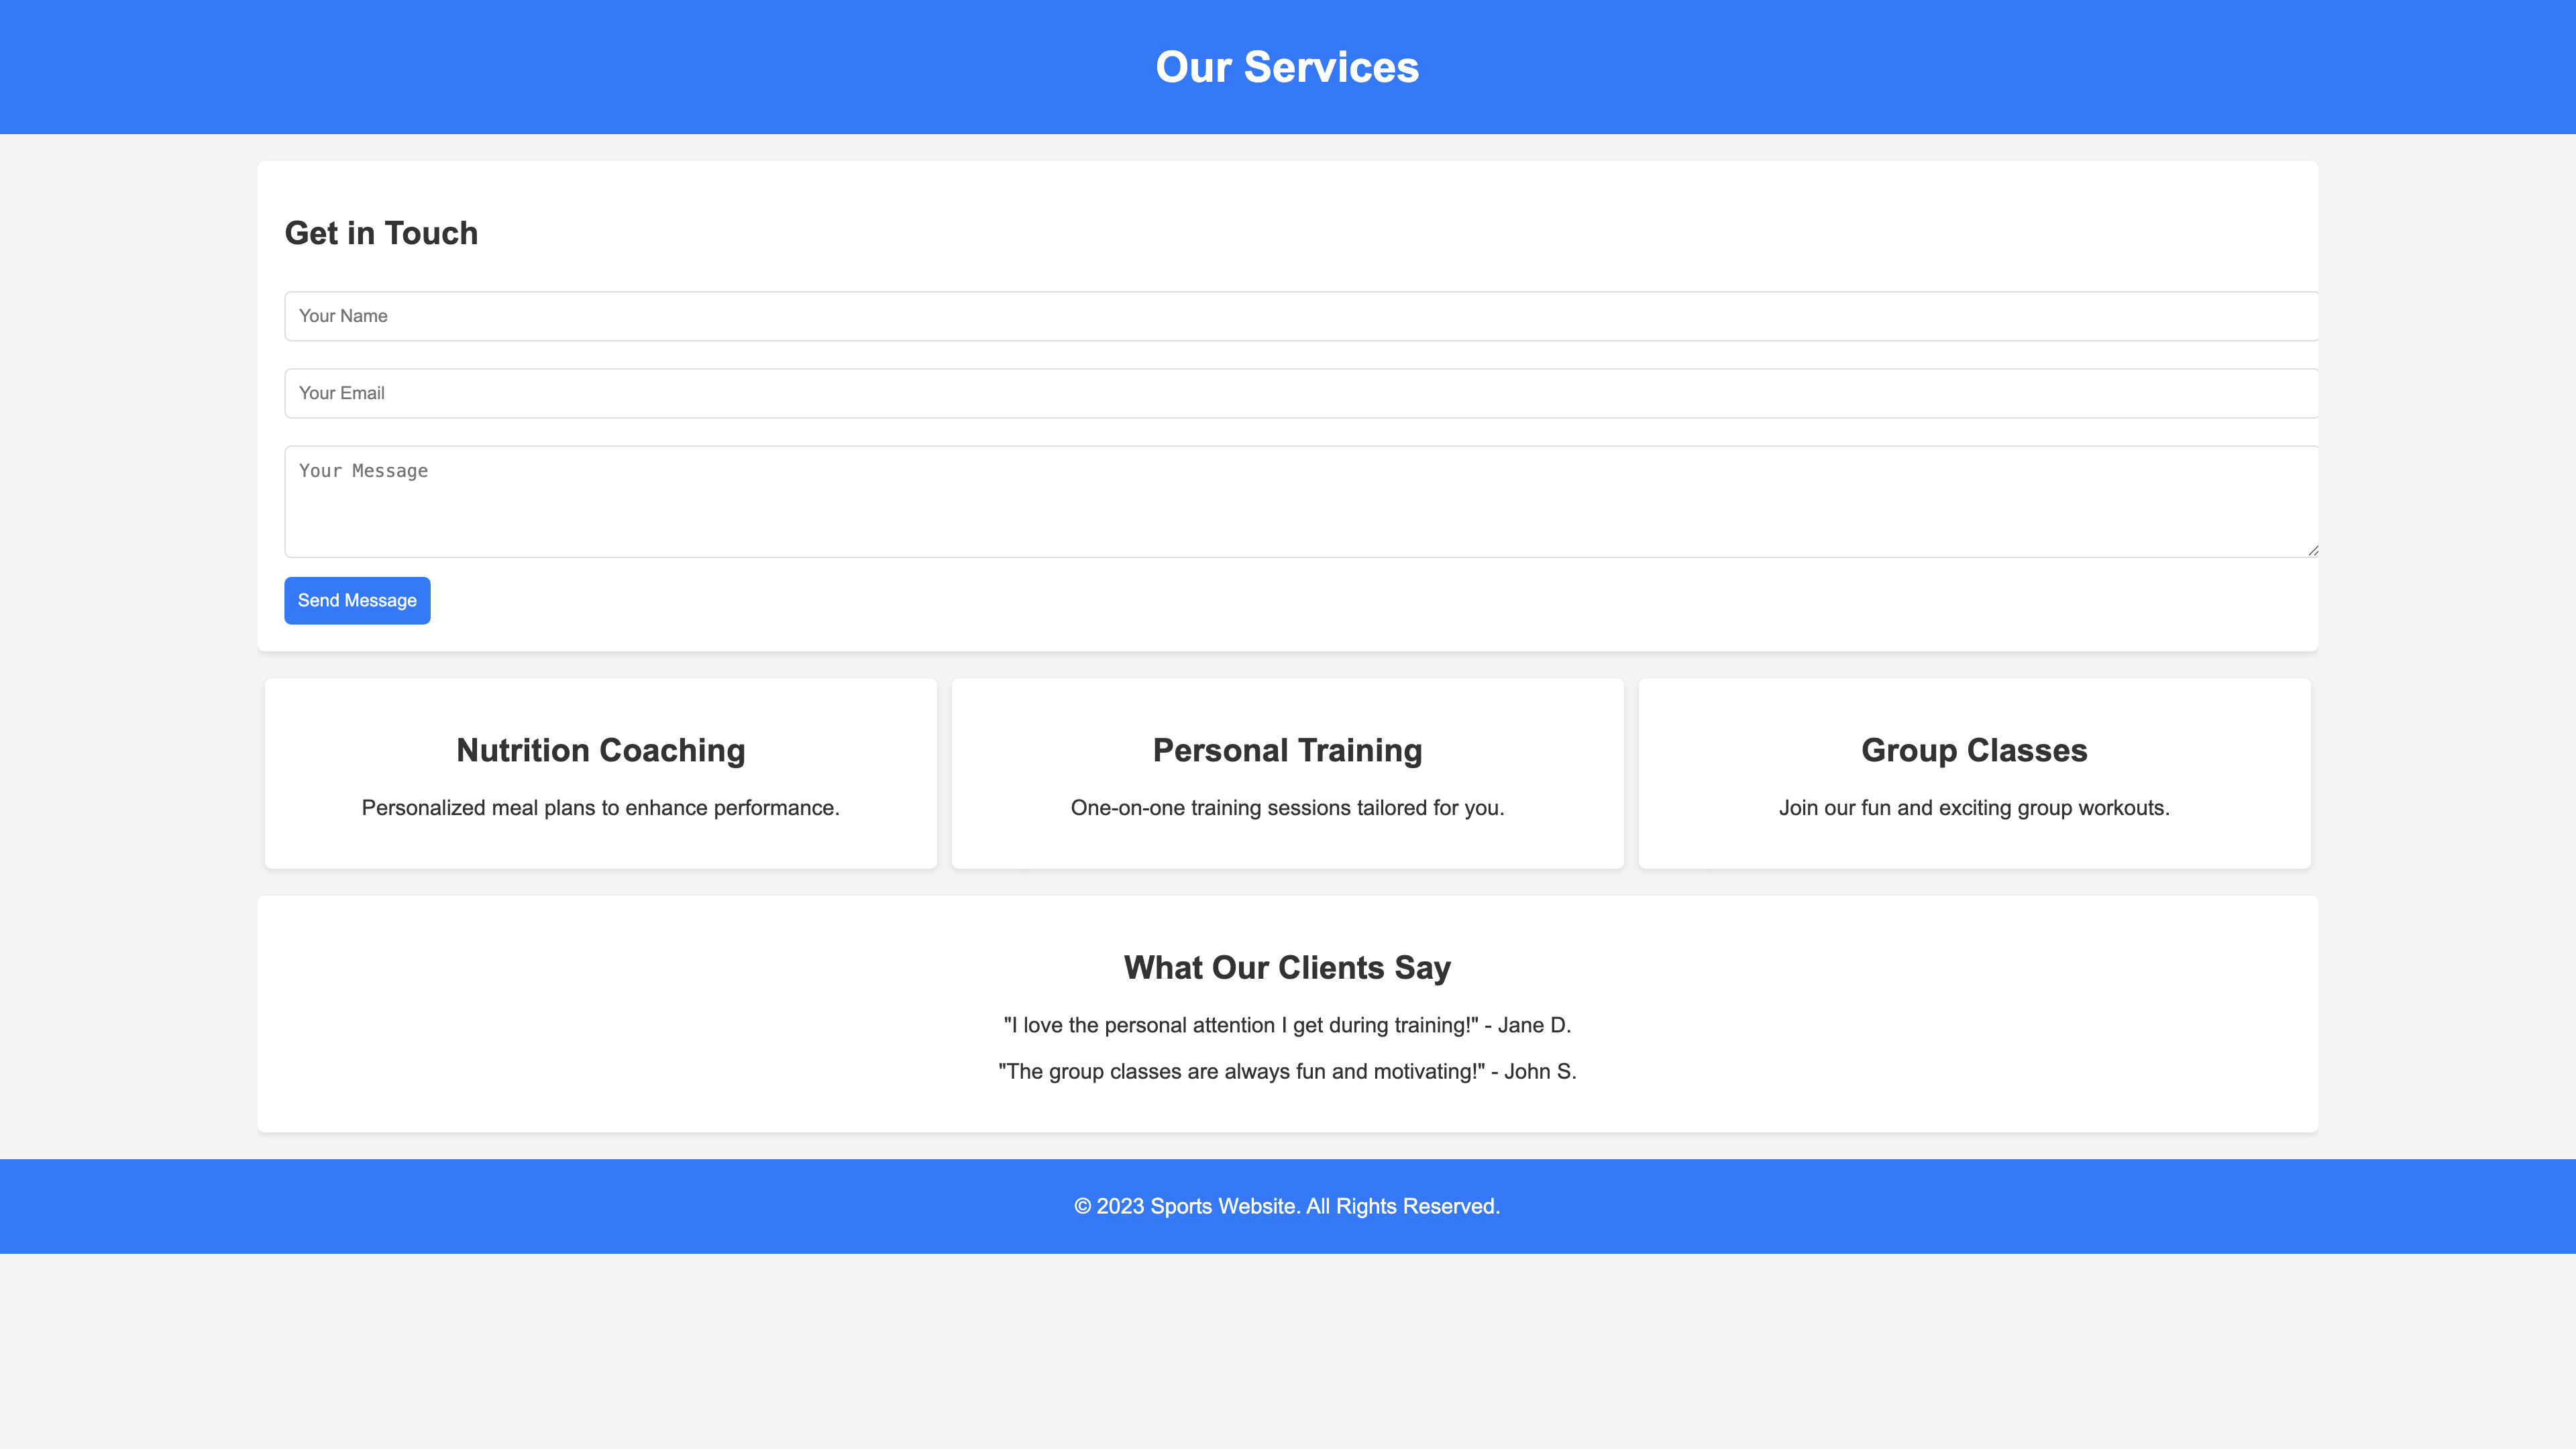 Our Services
Get in Touch
Your Name
Your Email
Your Message
Send Message
Nutrition Coaching
Personalized meal plans to enhance performance.
Personal Training
One-on-one training sessions tailored for you.
Group Classes
Join our fun and exciting group workouts.
What Our Clients Say
"I love the personal attention I get during training!" - Jane D.
"The group classes are always fun and motivating!" - John S.
© 2023 Sports Website. All Rights Reserved.